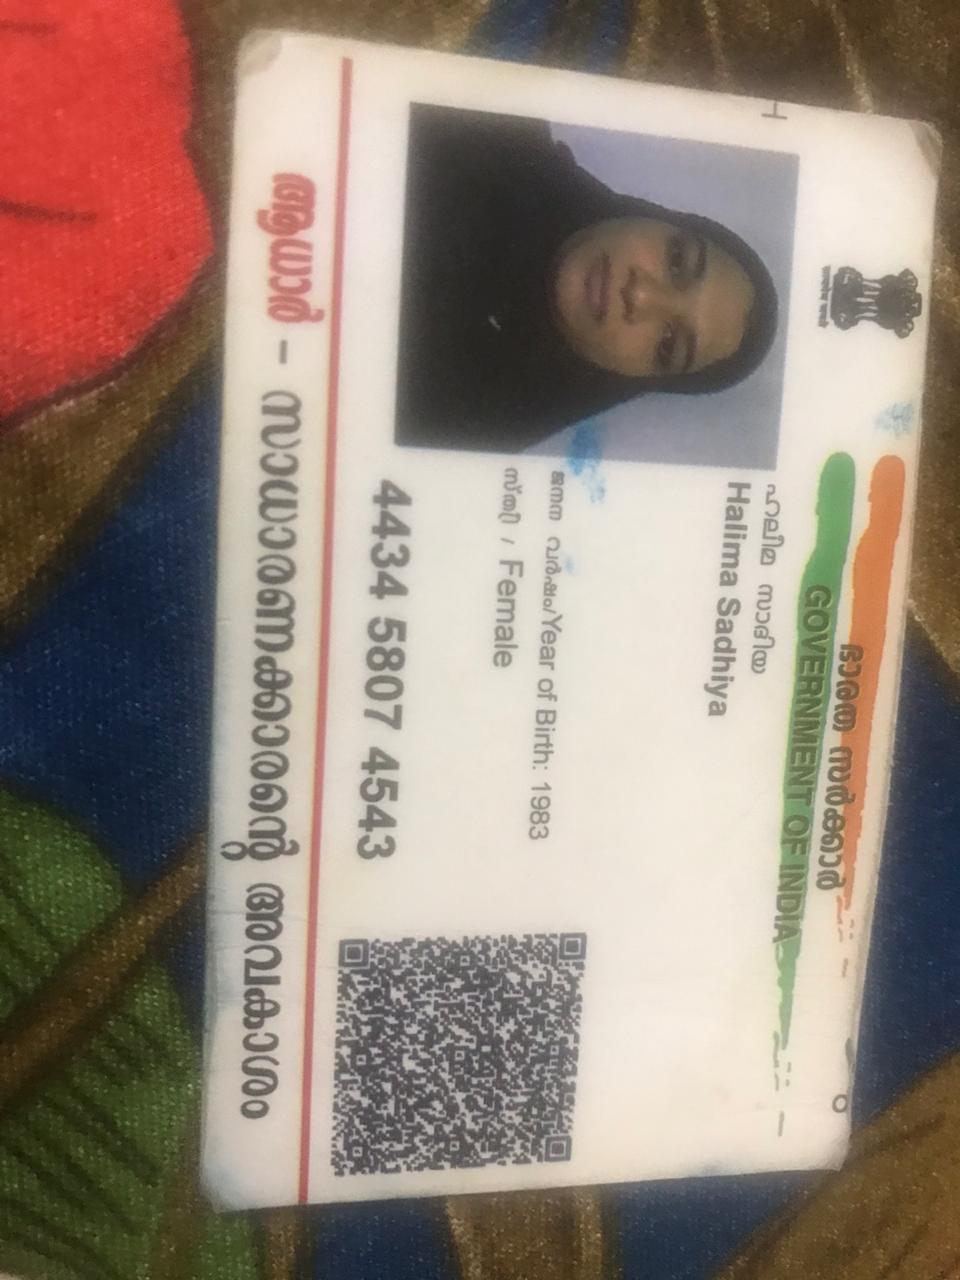 ഭാരത സർക്കാർ
GOVERNMENT OF INDIA
ഹലീമ സാദിയ
Halima Sadhiya
ജനന വർഷം/Year of Birth: 1983
സ്ത്രീ / Female
4434 5807 4543
ആധാർ - സാധാരണക്കാരന്റെ അവകാശം